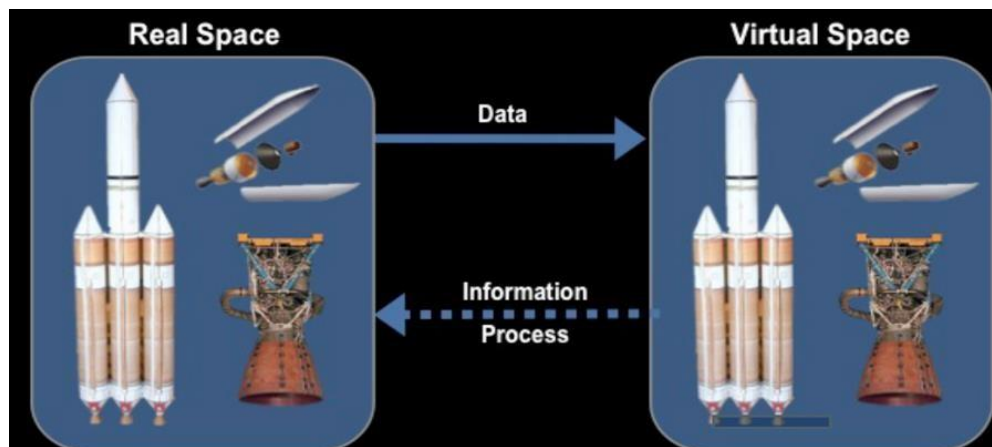 Real Space
Virtual Space
Data
Information
Process